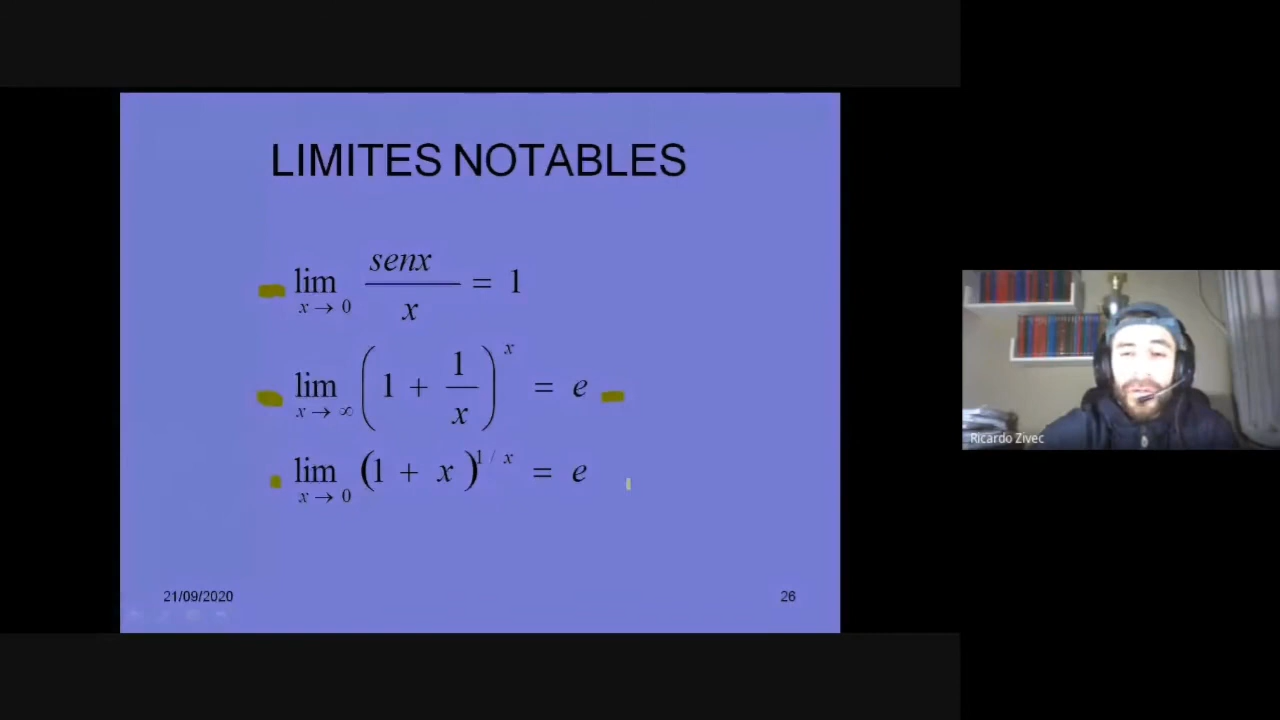 LIMITES NOTABLES
lim x → 0 senx / x = 1
lim x → ∞ (1 + 1 / x)^x = e
lim x → 0 (1 + x)^1 / x = e
21/09/2020
26
Ricardo Zivec